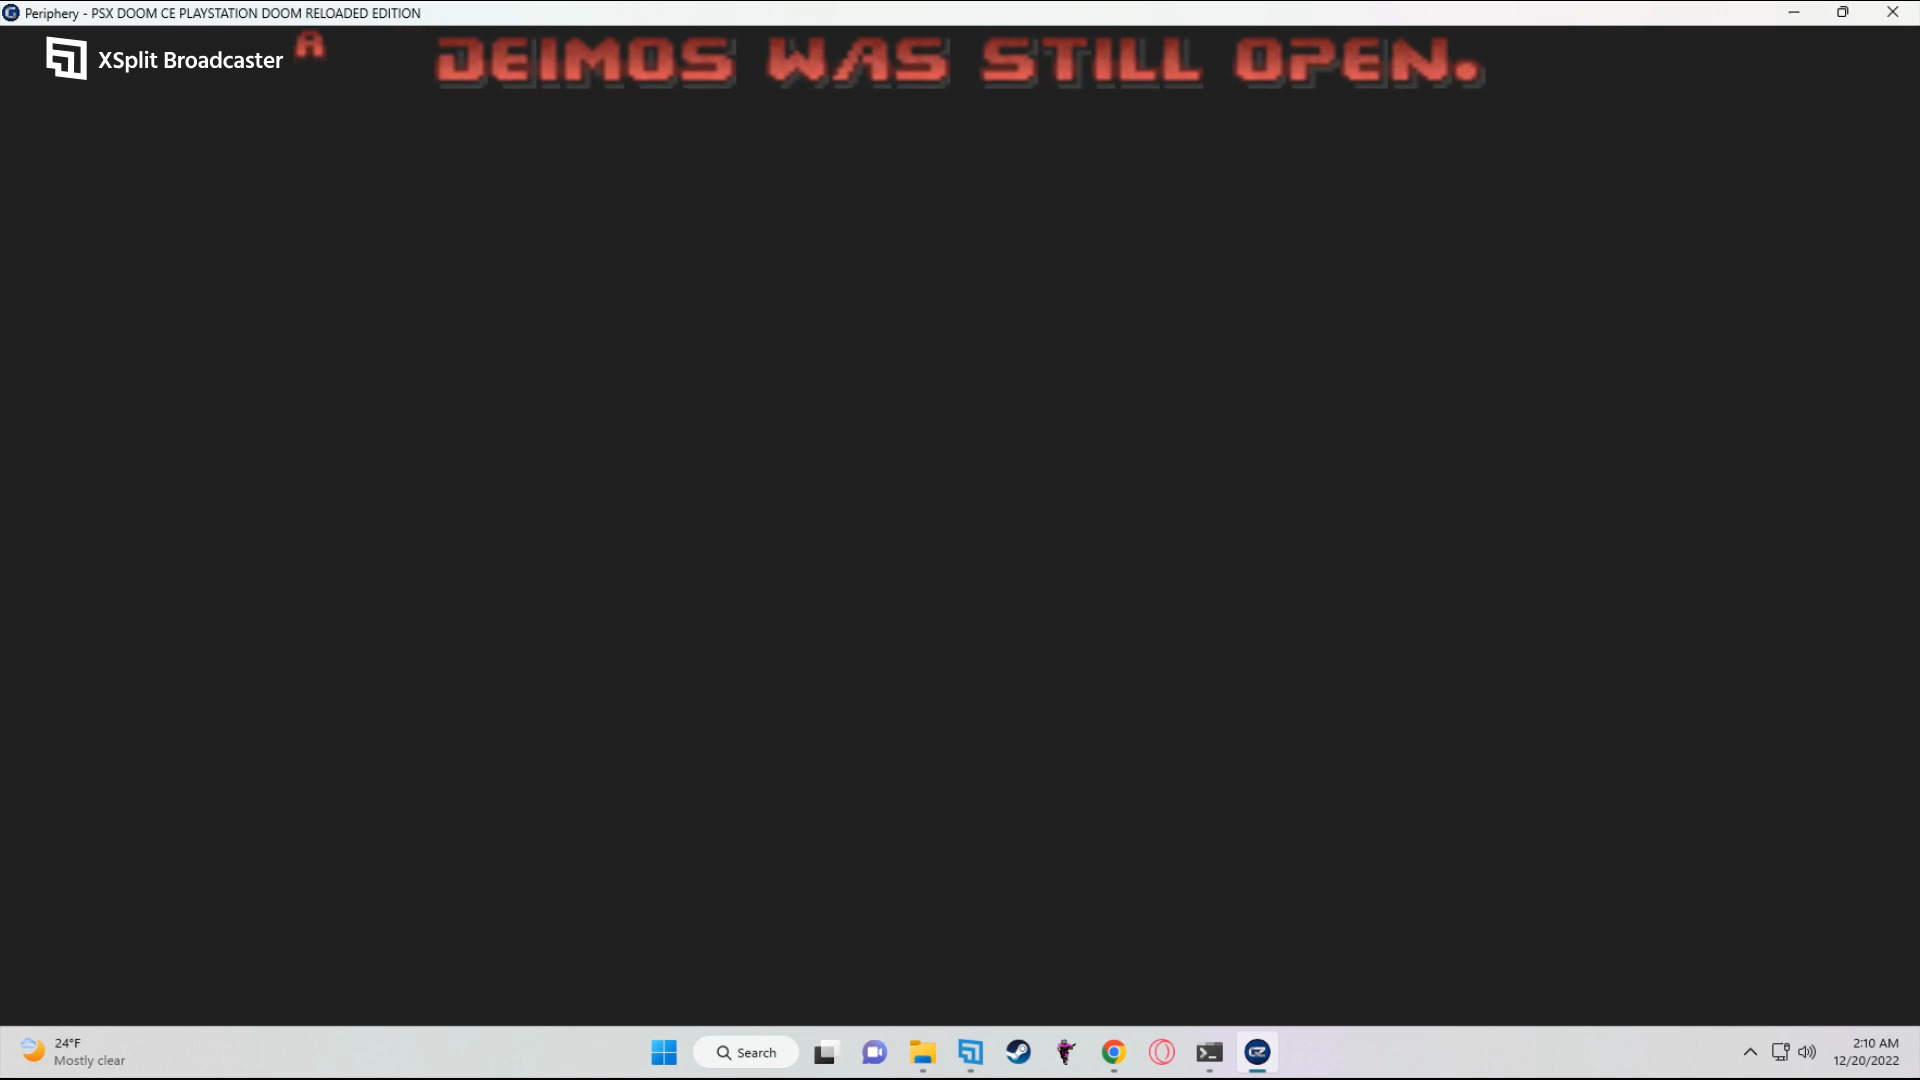 Periphery - PSX DOOM CE PLAYSTATION DOOM RELOADED EDITION
XSplit Broadcaster
A
DEIMOS WAS STILL OPEN.
24°F
Mostly clear
Search
2:10 AM
12/20/2022